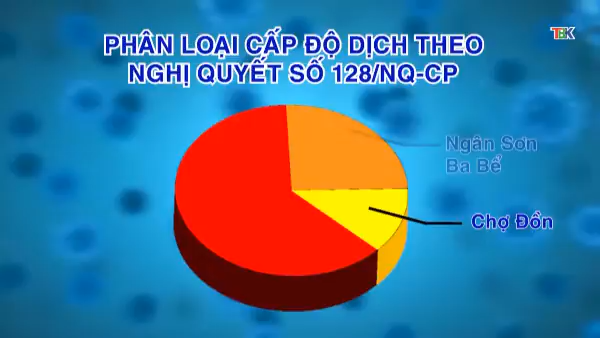 TBK
PHÂN LOẠI CẤP ĐỘ DỊCH THEO
NGHỊ QUYẾT SỐ 128/NQ-CP
Ngân Sơn
Ba Bể
Chợ Đồn